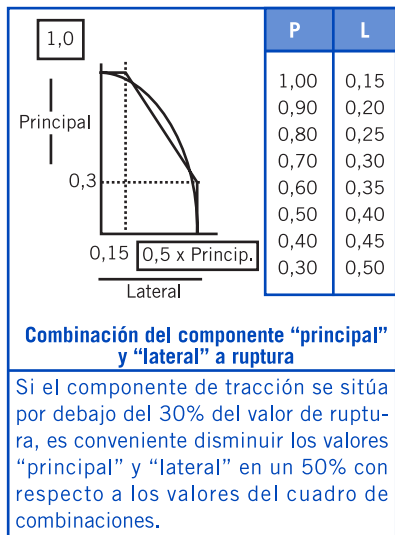 1,0
Principal
0,3
0,15 0,5 x Princip.
Lateral
P L
1,00 0,15
0,90 0,20
0,80 0,25
0,70 0,30
0,60 0,35
0,50 0,40
0,40 0,45
0,30 0,50
Combinación del componente “principal”
y “lateral” a ruptura
Si el componente de tracción se sitúa
por debajo del 30% del valor de ruptu-
ra, es conveniente disminuir los valores
“principal” y “lateral” en un 50% con
respecto a los valores del cuadro de
combinaciones.